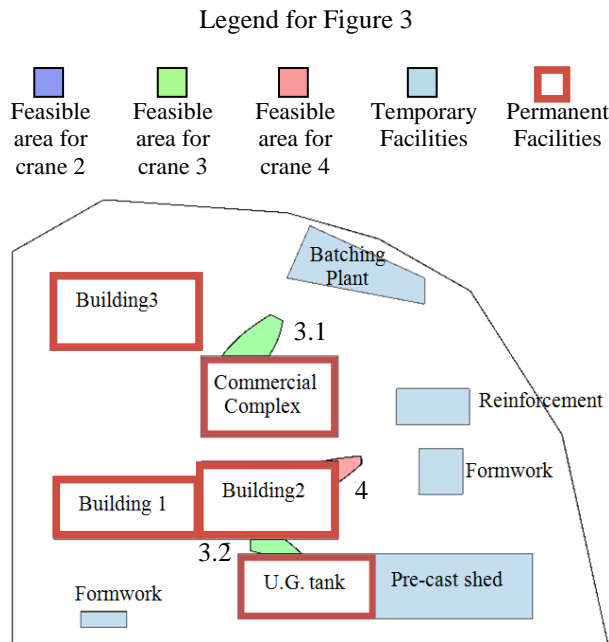 Legend for Figure 3
Feasible area for crane 2
Feasible area for crane 3
Feasible area for crane 4
Temporary Facilities
Permanent Facilities
Batching
Plant
Building3
3.1
Commercial
Complex
Reinforcement
Formwork
Building2
4
Building 1
3.2
U.G. tank
Pre-cast shed
Formwork